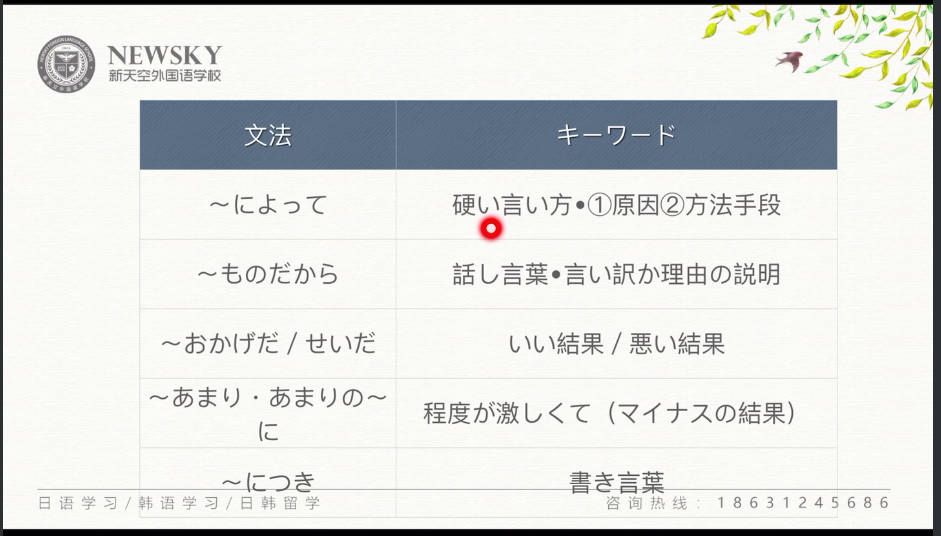 NEWSKY
新天空外国语学校
文法
キーワード
～によって
硬い言い方•①原因②方法手段
～ものだから
話し言葉•言い訳か理由の説明
～おかげだ / せいだ
いい結果 / 悪い結果
～あまり・あまりの～
に
程度が激しくて（マイナスの結果）
～につき
書き言葉
日语学习/韩语学习/日韩留学
咨询热线: 18631245686